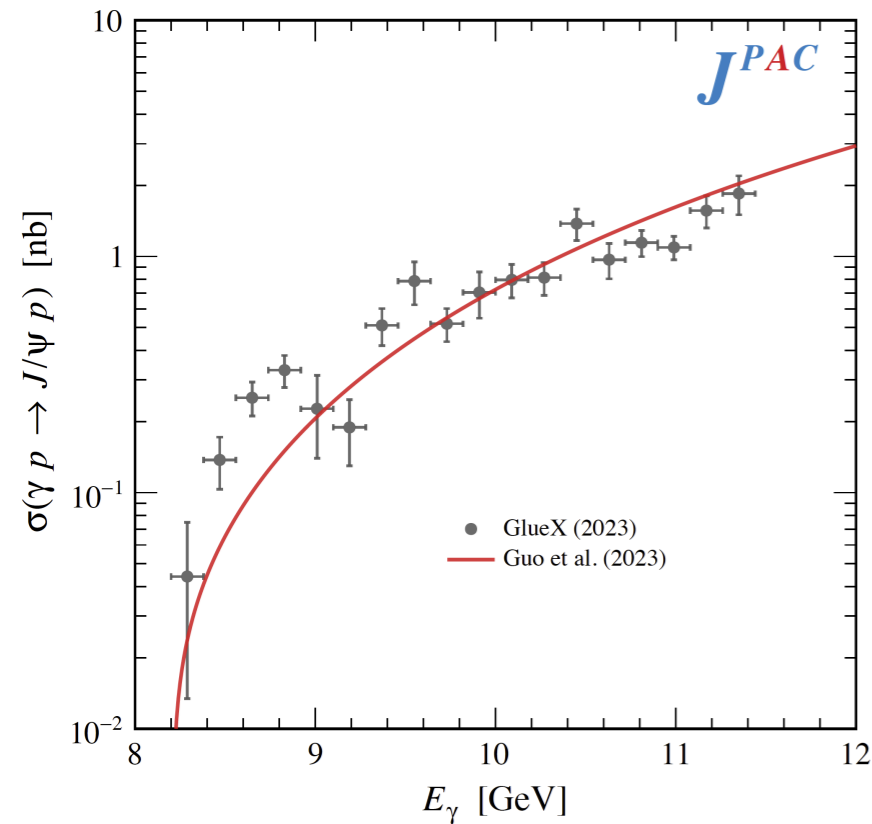 10
J^PAC
1
10^−1
10^−2
σ(γ p → J/ψ p) [nb]
GlueX (2023)
Guo et al. (2023)
8 9 10 11 12
E_γ [GeV]